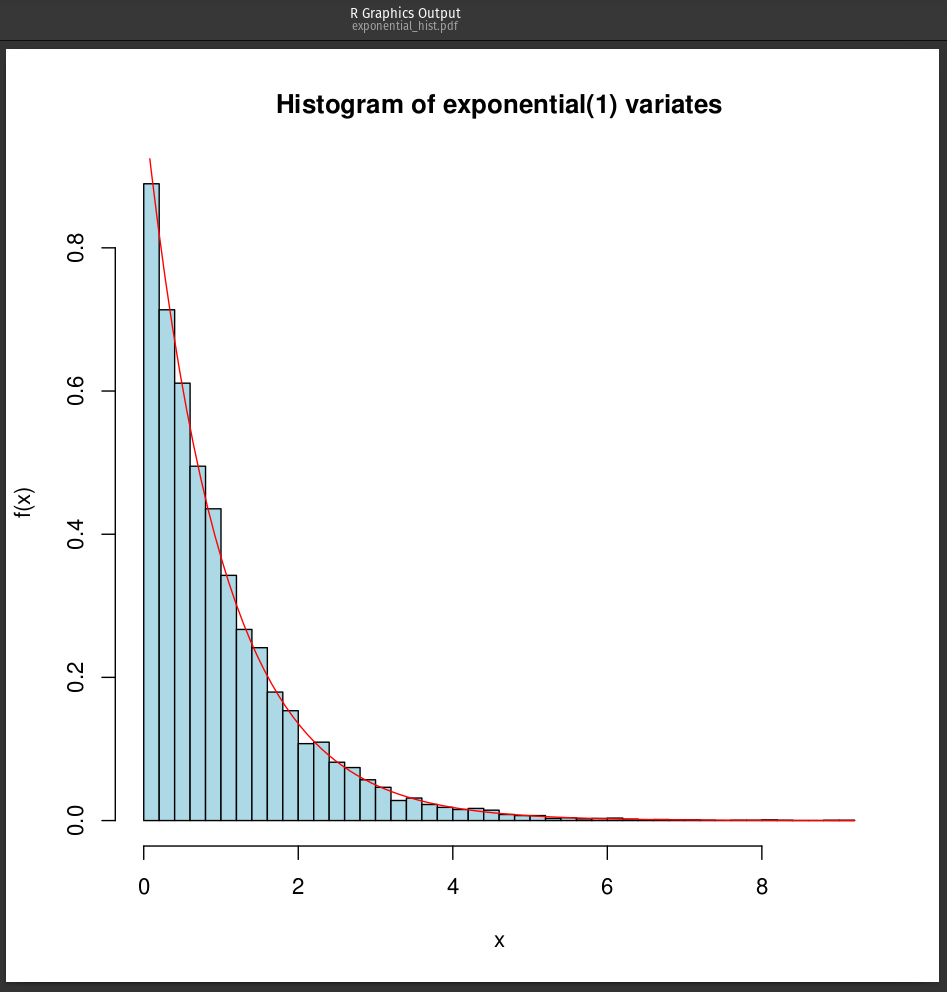 R Graphics Output
exponential_hist.pdf
Histogram of exponential(1) variates
f(x)
0.8
0.6
0.4
0.2
0.0
0 2 4 6 8
x